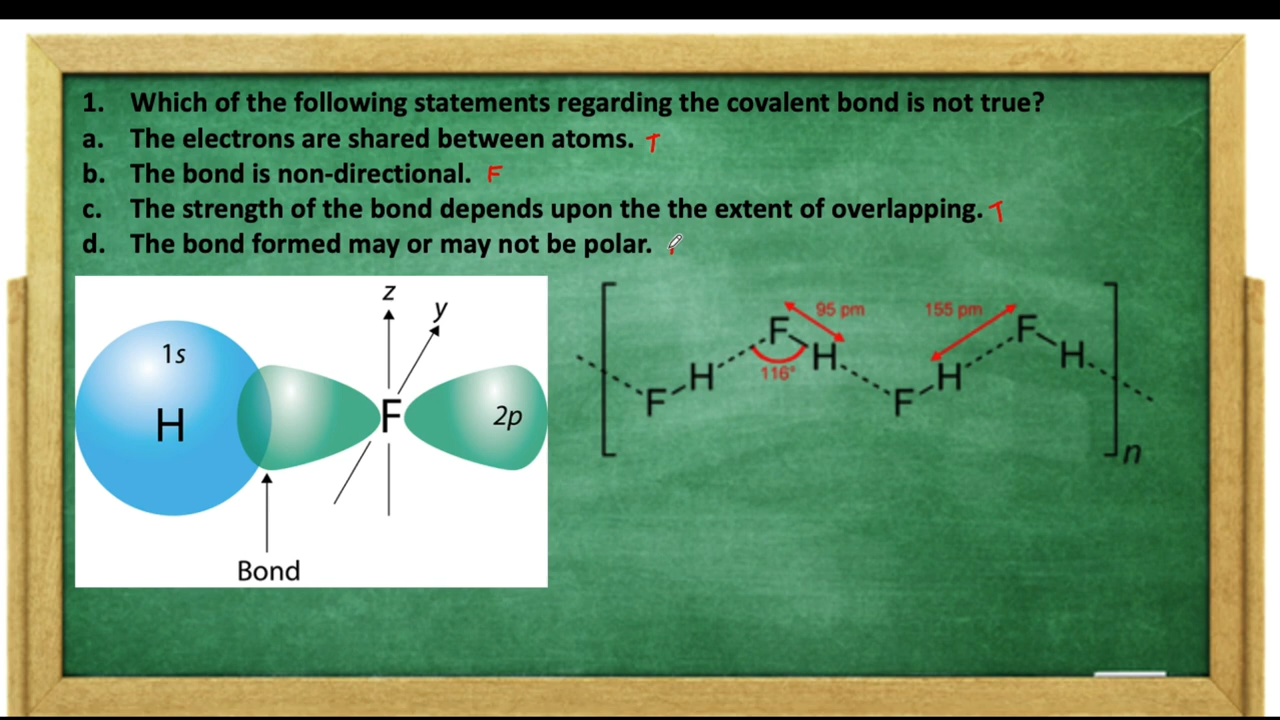 1. Which of the following statements regarding the covalent bond is not true?
a. The electrons are shared between atoms. T
b. The bond is non-directional. F
c. The strength of the bond depends upon the the extent of overlapping. T
d. The bond formed may or may not be polar.
z
y
1s
H
F
2p
Bond
95 pm
155 pm
F
H
116°
F
H
F
H
F
H
n